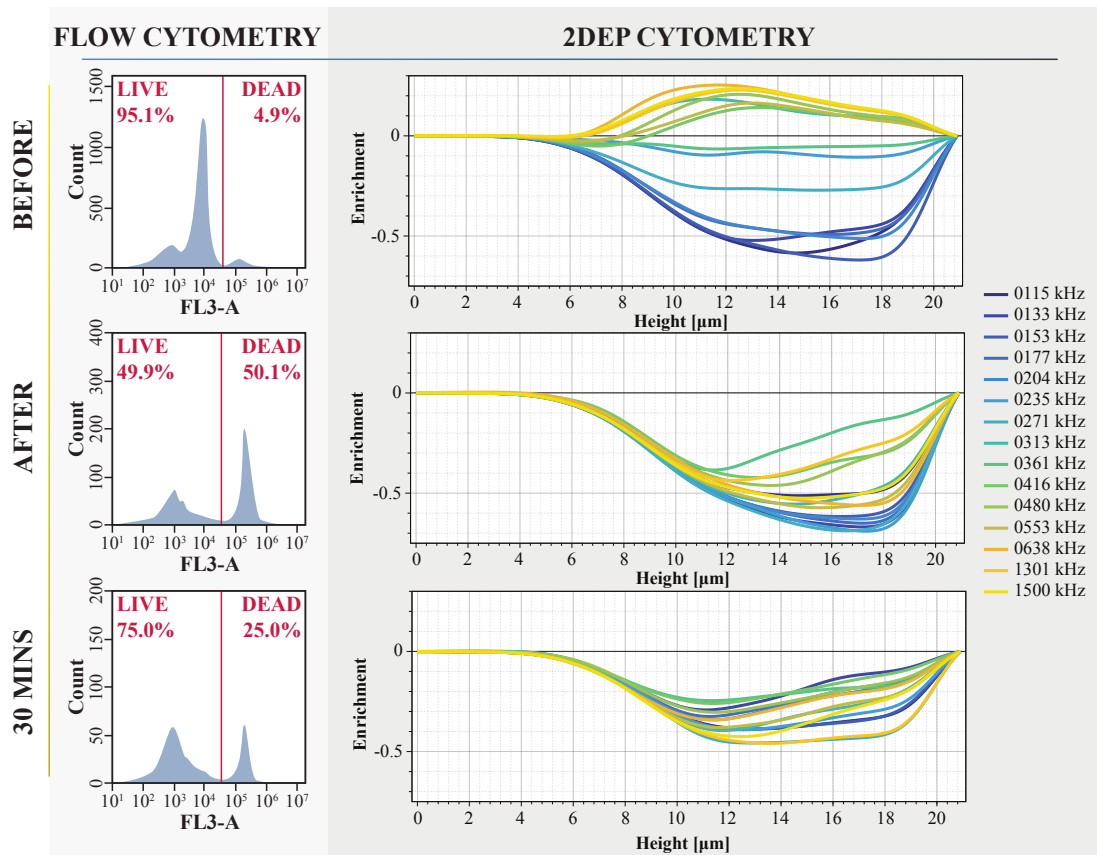 FLOW CYTOMETRY
2DEP CYTOMETRY
BEFORE
LIVE
95.1%
DEAD
4.9%
Count
0
500
1000
1500
10¹ 10² 10³ 10⁴ 10⁵ 10⁶ 10⁷
FL3-A
Enrichment
0
-0.5
0 2 4 6 8 10 12 14 16 18 20
Height [µm]
AFTER
LIVE
49.9%
DEAD
50.1%
Count
0
100
200
300
400
10¹ 10² 10³ 10⁴ 10⁵ 10⁶ 10⁷
FL3-A
Enrichment
0
-0.5
0 2 4 6 8 10 12 14 16 18 20
Height [µm]
30 MINS
LIVE
75.0%
DEAD
25.0%
Count
0
50
100
150
200
10¹ 10² 10³ 10⁴ 10⁵ 10⁶ 10⁷
FL3-A
Enrichment
0
-0.5
0 2 4 6 8 10 12 14 16 18 20
Height [µm]
0115 kHz
0133 kHz
0153 kHz
0177 kHz
0204 kHz
0235 kHz
0271 kHz
0313 kHz
0361 kHz
0416 kHz
0480 kHz
0553 kHz
0638 kHz
1301 kHz
1500 kHz